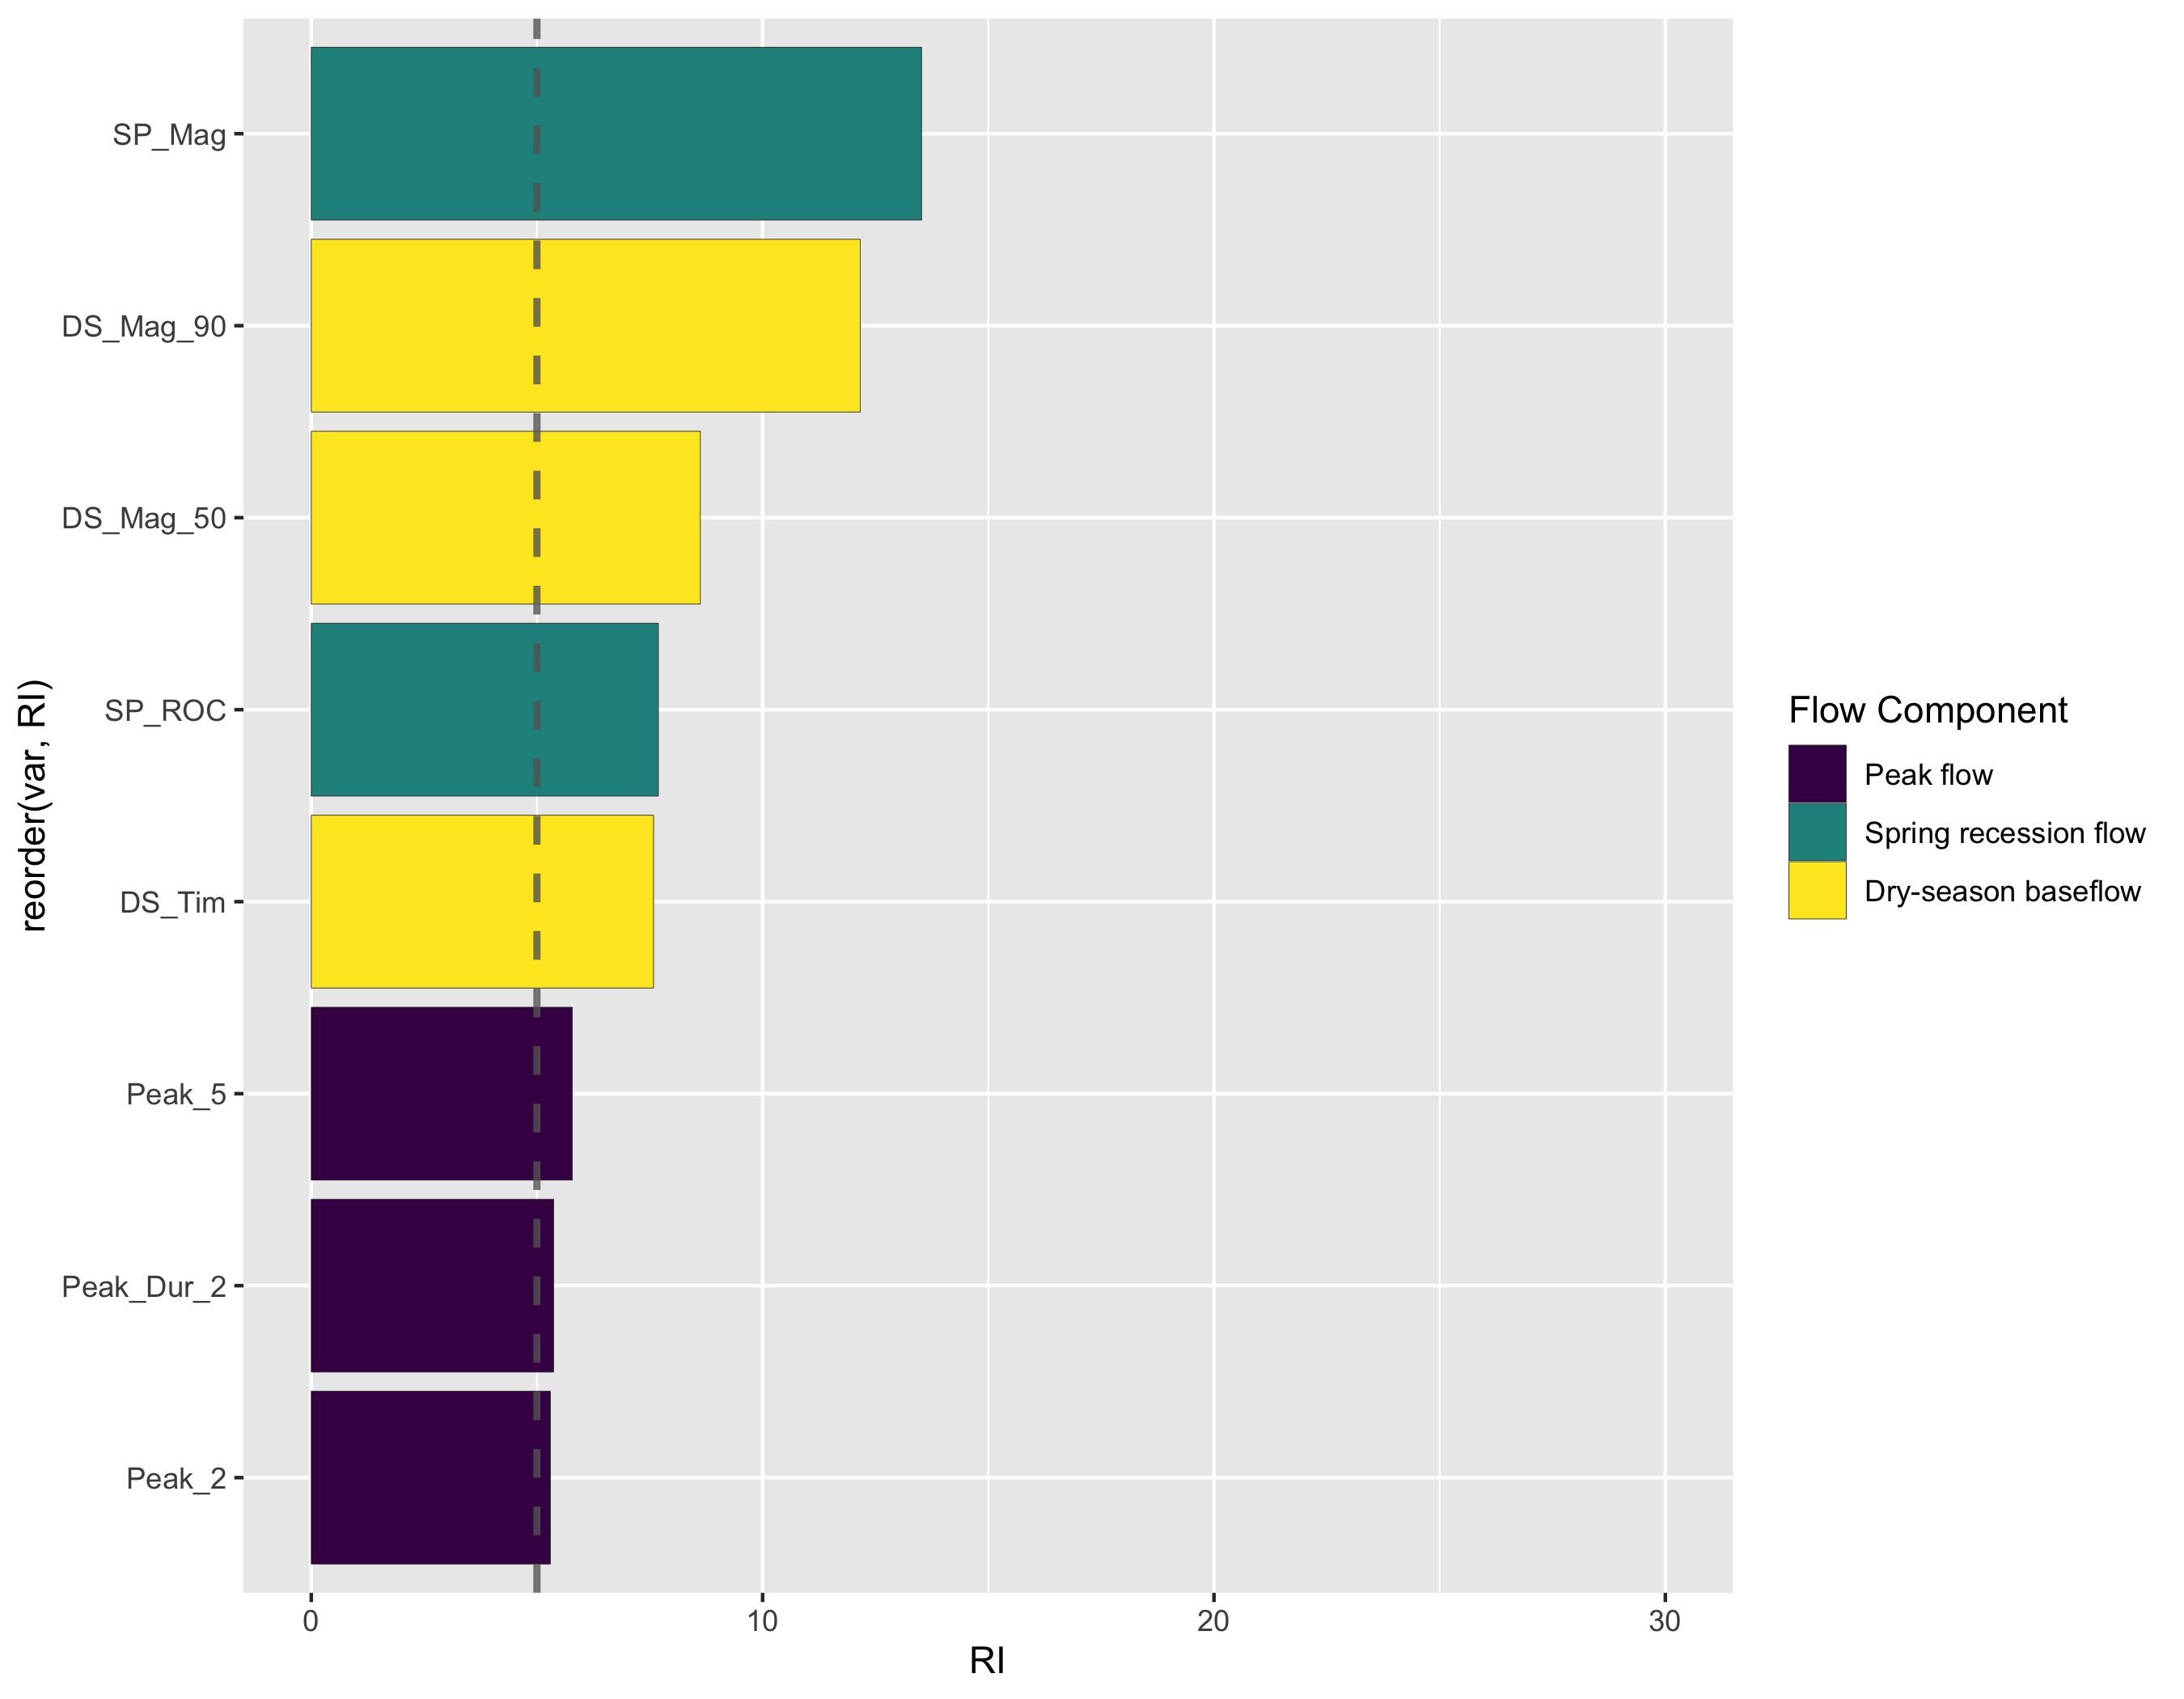 SP_Mag
DS_Mag_90
DS_Mag_50
SP_ROC
DS_Tim
Peak_5
Peak_Dur_2
Peak_2
reorder(var, RI)
0 10 20 30
RI
Flow Component
Peak flow
Spring recession flow
Dry-season baseflow